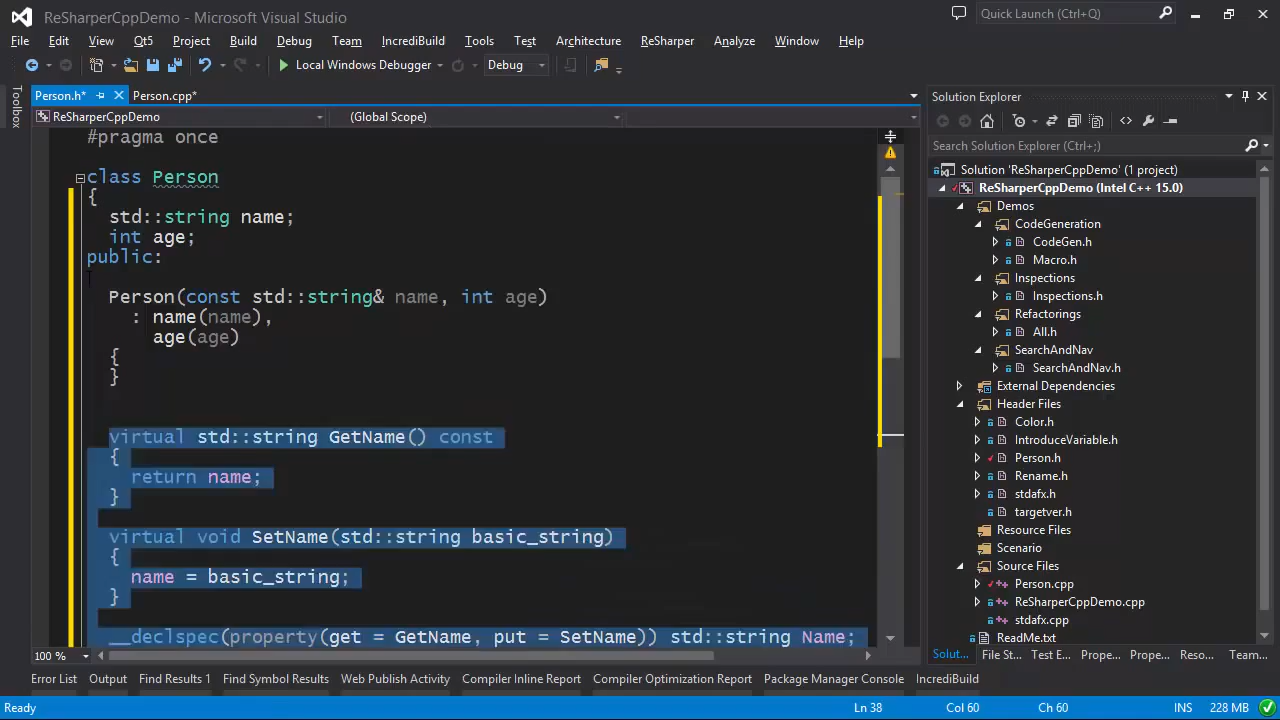 ReSharperCppDemo - Microsoft Visual Studio
Quick Launch (Ctrl+Q)
File Edit View Qt5 Project Build Debug Team IncrediBuild Tools Test Architecture ReSharper Analyze Window Help
Local Windows Debugger Debug
Toolbox
Person.h* Person.cpp*
ReSharperCppDemo (Global Scope)
#pragma once
class Person
{
std::string name;
int age;
public:
Person(const std::string& name, int age)
: name(name),
age(age)
{
}
virtual std::string GetName() const
{
return name;
}
virtual void SetName(std::string basic_string)
{
name = basic_string;
}
__declspec(property(get = GetName, put = SetName)) std::string Name;
100 %
Solution Explorer
Search Solution Explorer (Ctrl+;)
Solution 'ReSharperCppDemo' (1 project)
ReSharperCppDemo (Intel C++ 15.0)
Demos
CodeGeneration
CodeGen.h
Macro.h
Inspections
Inspections.h
Refactorings
All.h
SearchAndNav
SearchAndNav.h
External Dependencies
Header Files
Color.h
IntroduceVariable.h
Person.h
Rename.h
stdafx.h
targetver.h
Resource Files
Scenario
Source Files
Person.cpp
ReSharperCppDemo.cpp
stdafx.cpp
ReadMe.txt
Solut... File St... Test E... Prope... Prope... Reso... Team...
Error List Output Find Results 1 Find Symbol Results Web Publish Activity Compiler Inline Report Compiler Optimization Report Package Manager Console IncrediBuild
Ready Ln 38 Col 60 Ch 60 INS 228 MB